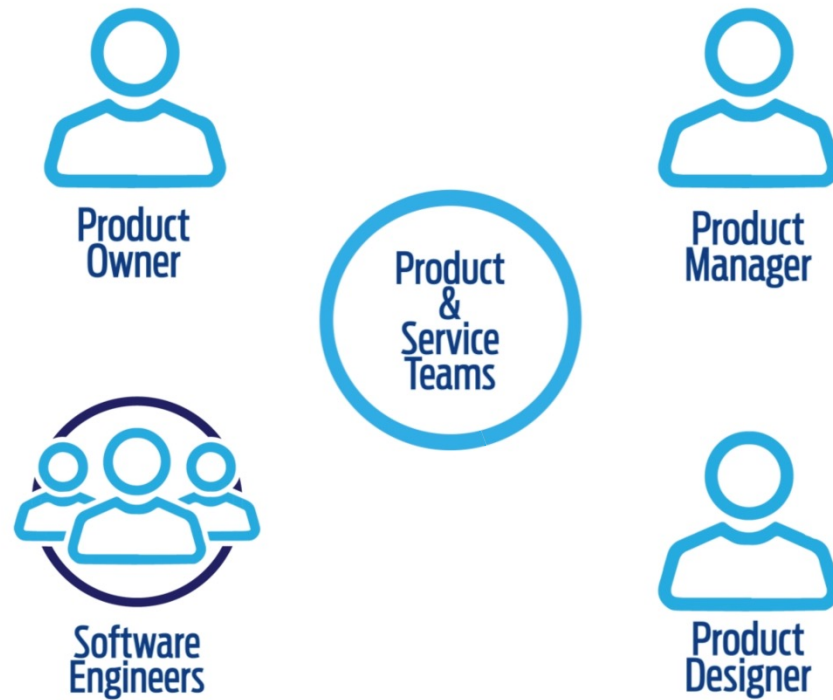 Product
Owner
Product
Manager
Product
&
Service
Teams
Software
Engineers
Product
Designer